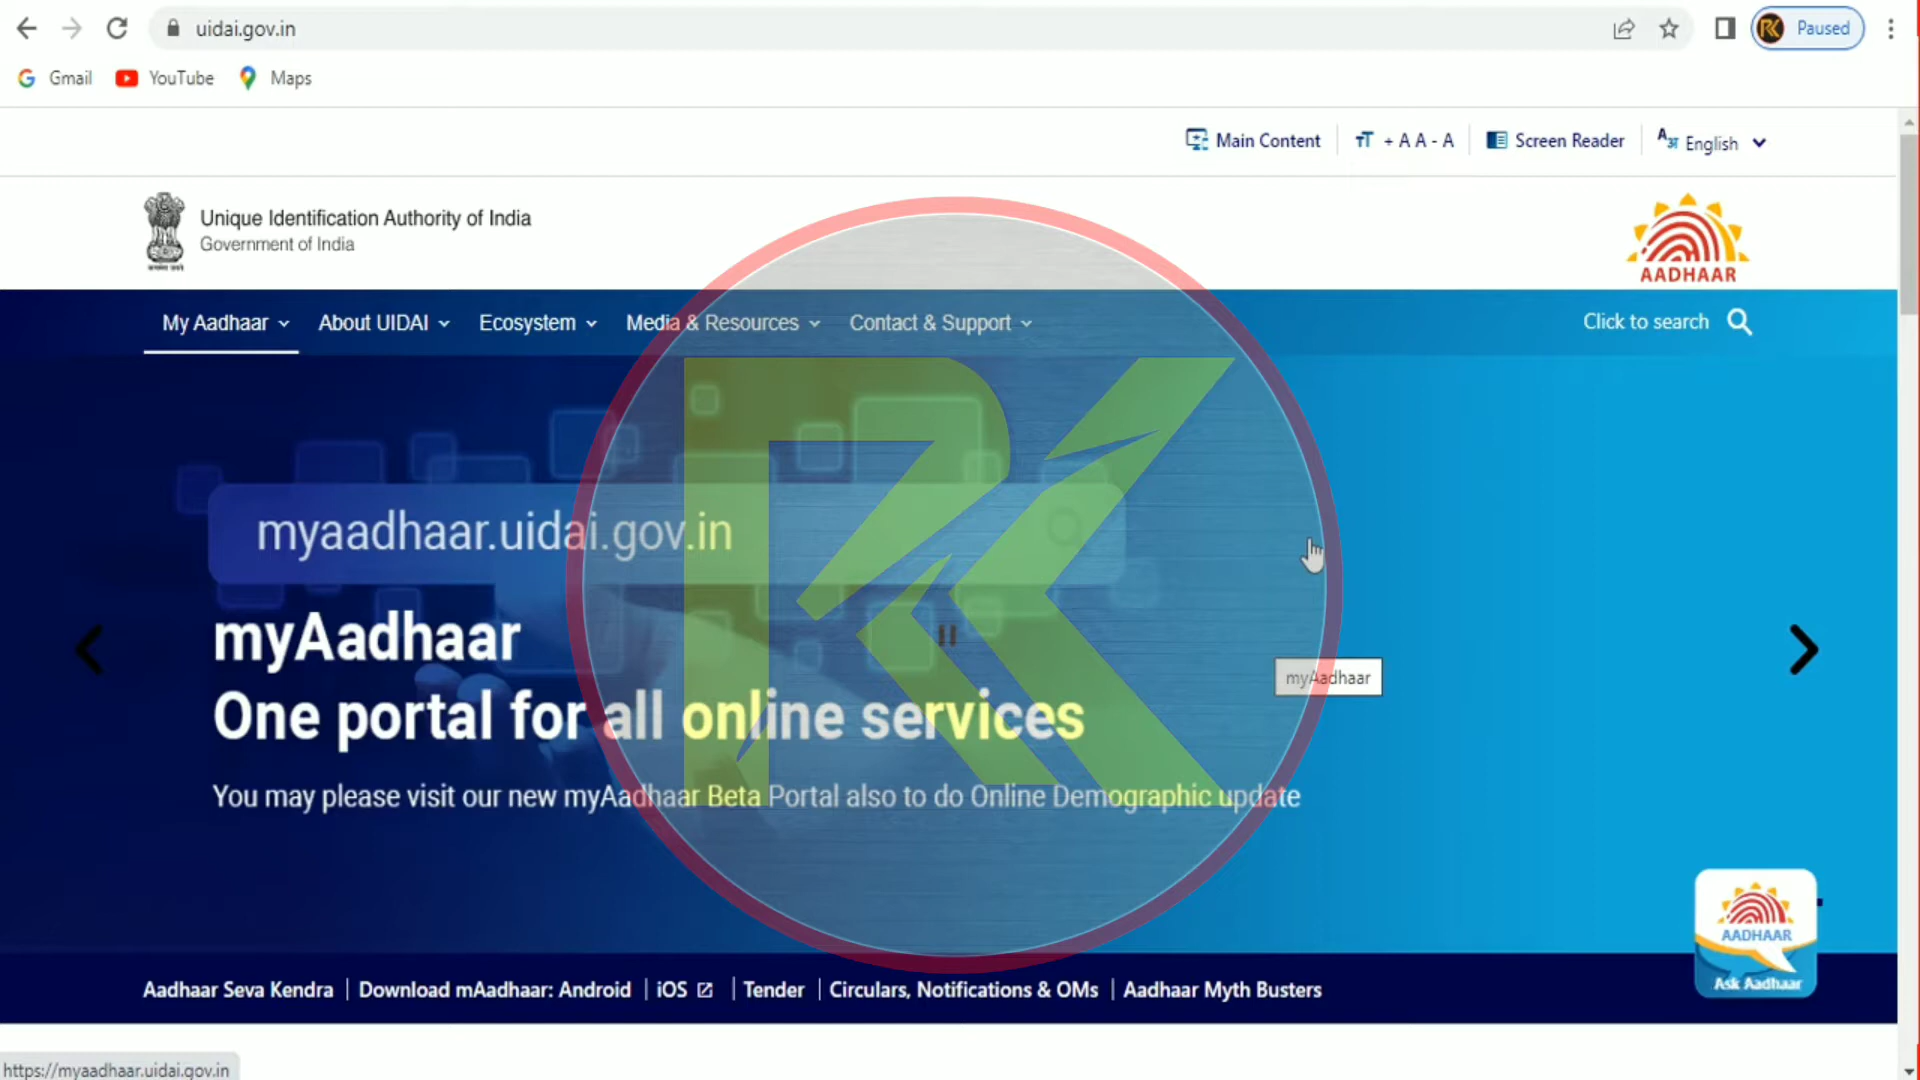 uidai.gov.in
Paused
Gmail YouTube Maps
Main Content + A A - A Screen Reader English
Unique Identification Authority of India
Government of India
AADHAAR
My Aadhaar About UIDAI Ecosystem Media & Resources Contact & Support Click to search
RK
myaadhaar.uidai.gov.in
myAadhaar
myAadhaar
One portal for all online services
You may please visit our new myAadhaar Beta Portal also to do Online Demographic update
AADHAAR
Ask Aadhaar
Aadhaar Seva Kendra Download mAadhaar: Android iOS Tender Circulars, Notifications & OMs Aadhaar Myth Busters
https://myaadhaar.uidai.gov.in